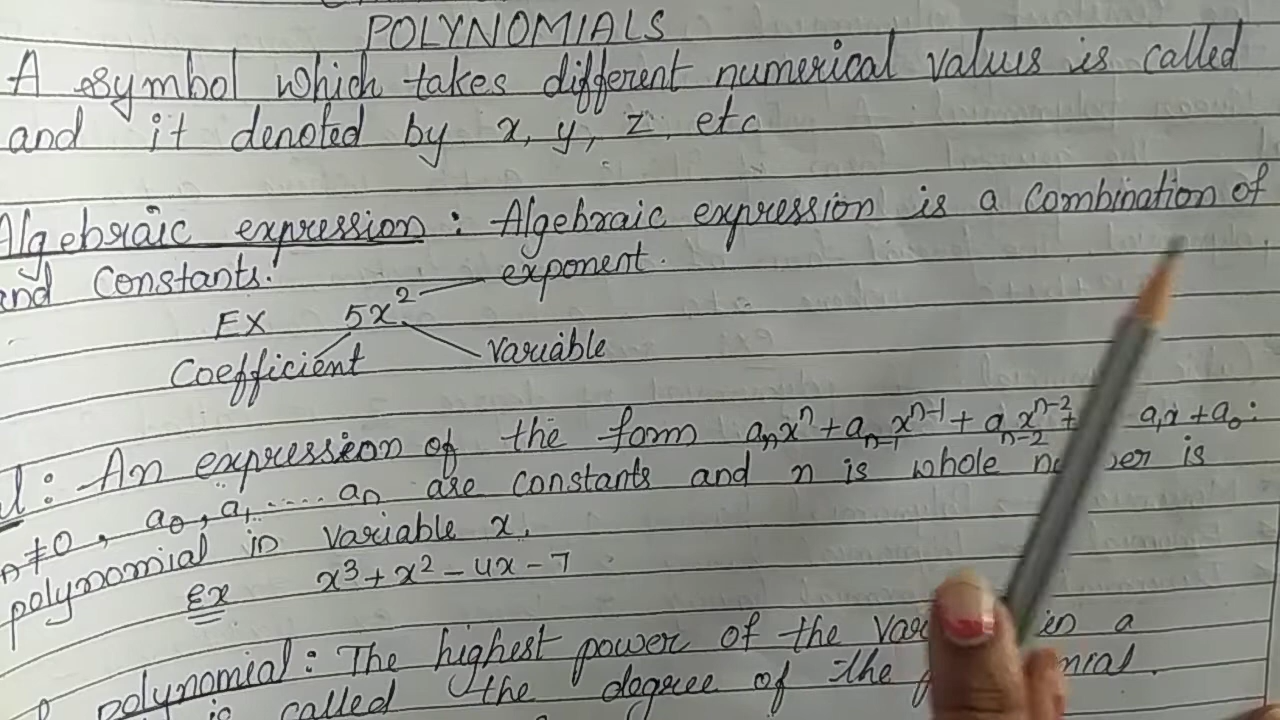 POLYNOMIALS
A symbol which takes different numerical values is called
and it denoted by x, y, z etc
Algebraic expression : Algebraic expression is a combination of
and constants.
exponent.
EX 5x²
Coefficient variable
An expression of the form aₙxⁿ + aₙ₋₁xⁿ⁻¹ + aₙ₋₂xⁿ⁻² + a₁x + a₀
≠0, a₀, a₁, ..... aₙ are constants and n is whole is
polynomial in variable x.
Ex x³ + x² - 4x - 7
polynomial : The highest power of the in a
is called the degree of the